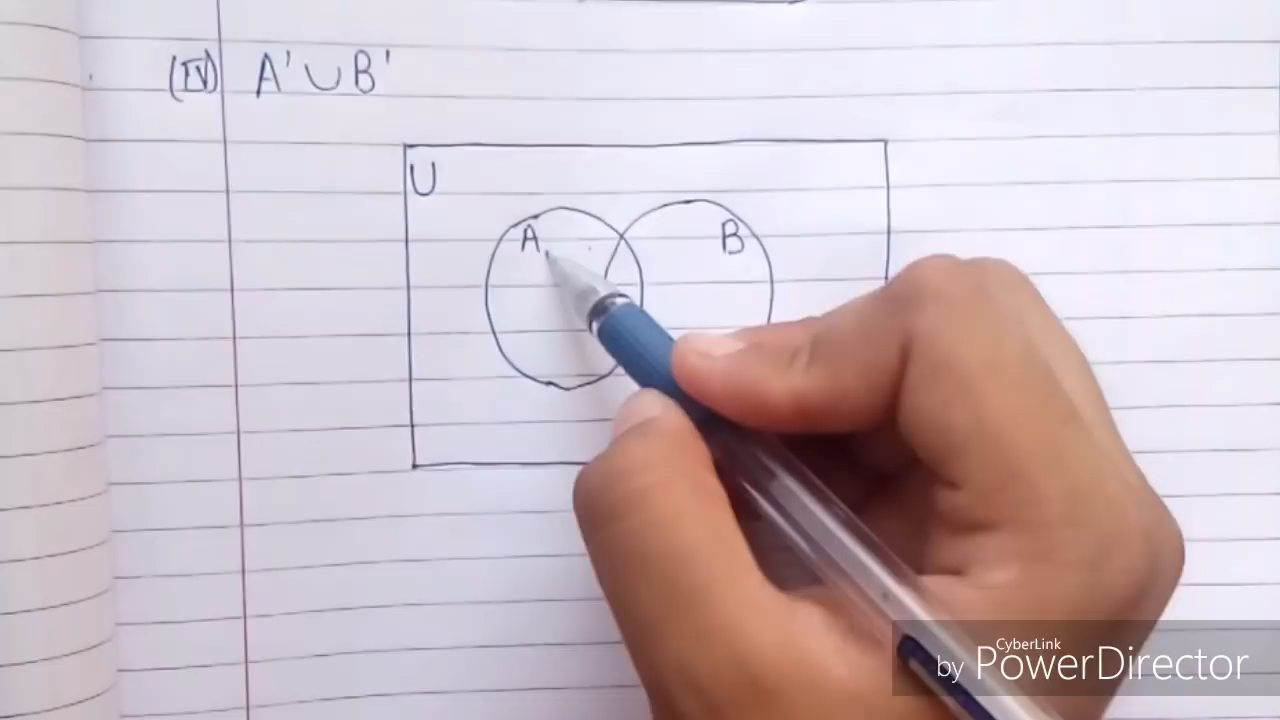 (IV) A' ∪ B'
U
A B
CyberLink
by PowerDirector